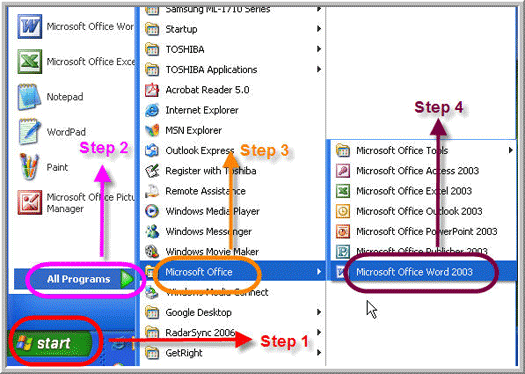 Microsoft Office Wor
Microsoft Office Exce
Notepad
WordPad
Step 2
Paint
Microsoft Office Pictu
Manager
All Programs
start
Step 1
Samsung ML-1710 Series
Startup
TOSHIBA
TOSHIBA Applications
Acrobat Reader 5.0
Internet Explorer
MSN Explorer
Outlook Express
Step 3
Register with Toshiba
Remote Assistance
Windows Media Player
Windows Messenger
Windows Movie Maker
Microsoft Office
Windows Media Connect
Google Desktop
RadarSync 2006
GetRight
Step 4
Microsoft Office Tools
Microsoft Office Access 2003
Microsoft Office Excel 2003
Microsoft Office Outlook 2003
Microsoft Office PowerPoint 2003
Microsoft Office Publisher 2003
Microsoft Office Word 2003